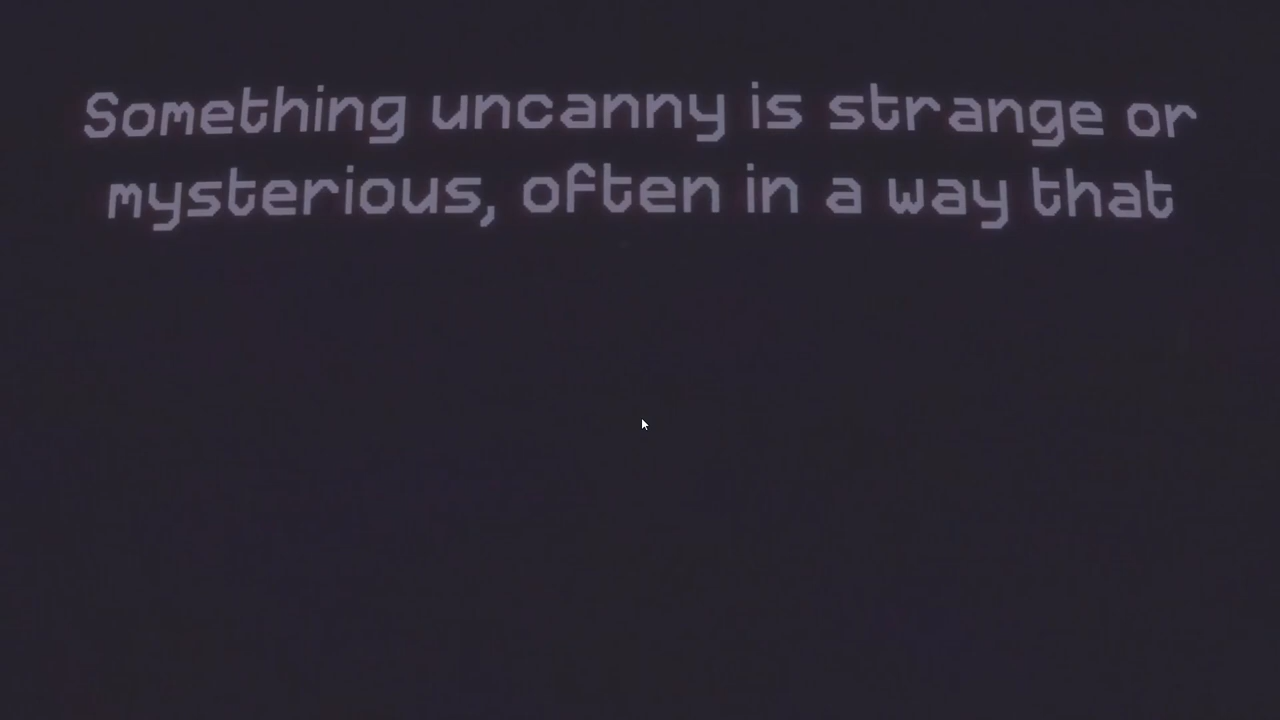 Something uncanny is strange or
mysterious, often in a way that